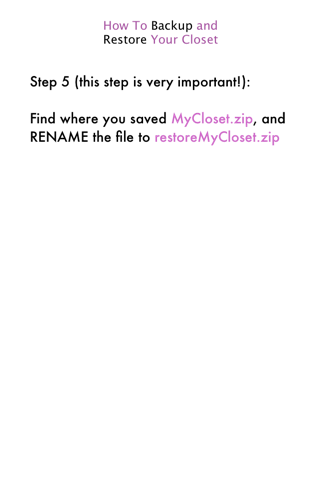 How To Backup and
Restore Your Closet
Step 5 (this step is very important!):
Find where you saved MyCloset.zip, and
RENAME the file to restoreMyCloset.zip